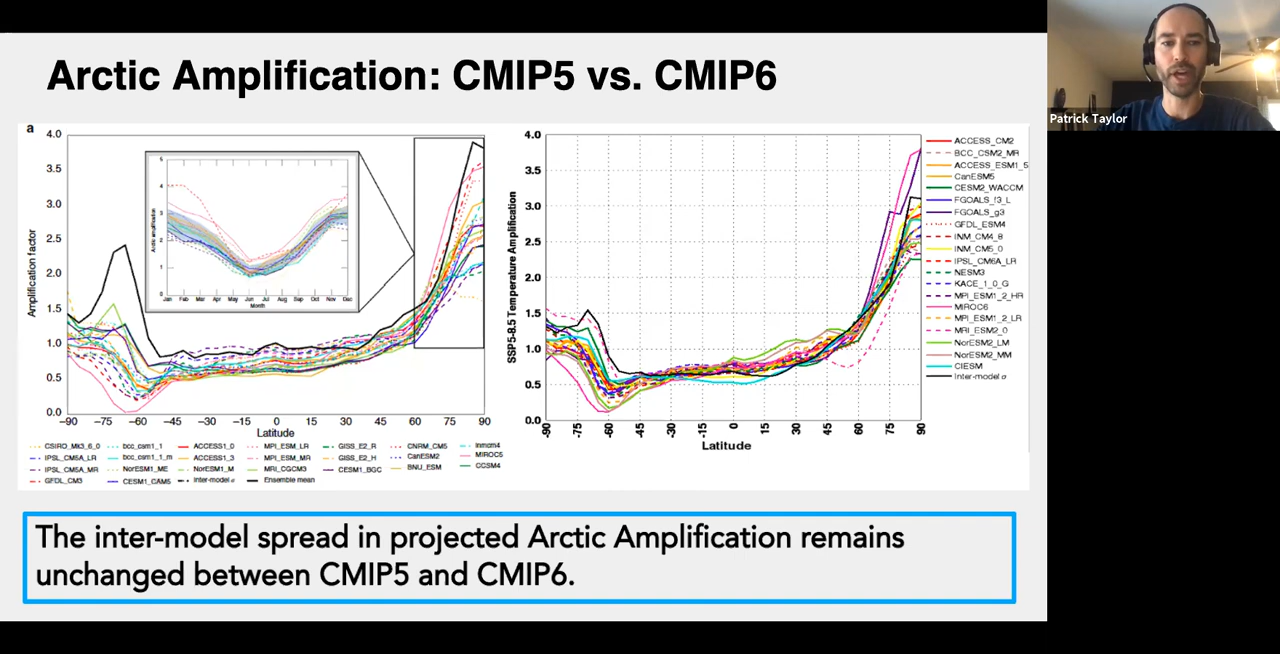 Arctic Amplification: CMIP5 vs. CMIP6
Patrick Taylor
a
4.0
3.5
3.0
2.5
2.0
1.5
1.0
0.5
0.0
Amplification factor
−90 −75 −60 −45 −30 −15 0 15 30 45 60 75 90
Latitude
5
4
3
2
1
0
Arctic amplification
Jan Feb Mar Apr May Jun Jul Aug Sep Oct Nov Dec
Month
CSIRO_Mk3_6_0 bcc_csm1_1 ACCESS1_0 MPI_ESM_LR GISS_E2_R CNRM_CM5 inmcm4
IPSL_CM5A_LR bcc_csm1_1_m ACCESS1_3 MPI_ESM_MR GISS_E2_H CanESM2 MIROC5
IPSL_CM5A_MR NorESM1_ME NorESM1_M MRI_CGCM3 CESM1_BGC BNU_ESM CCSM4
GFDL_CM3 CESM1_CAM5 Inter-model σ Ensemble mean
4.0
3.5
3.0
2.5
2.0
1.5
1.0
0.5
0.0
SSP5-8.5 Temperature Amplification
-90 -75 -60 -45 -30 -15 0 15 30 45 60 75 90
Latitude
ACCESS_CM2
BCC_CSM2_MR
ACCESS_ESM1_5
CanESM5
CESM2_WACCM
FGOALS_f3_L
FGOALS_g3
GFDL_ESM4
INM_CM4_8
INM_CM5_0
IPSL_CM6A_LR
NESM3
KACE_1_0_G
MPI_ESM1_2_HR
MIROC6
MPI_ESM1_2_LR
MRI_ESM2_0
NorESM2_LM
NorESM2_MM
CIESM
Inter-model σ
The inter-model spread in projected Arctic Amplification remains
unchanged between CMIP5 and CMIP6.